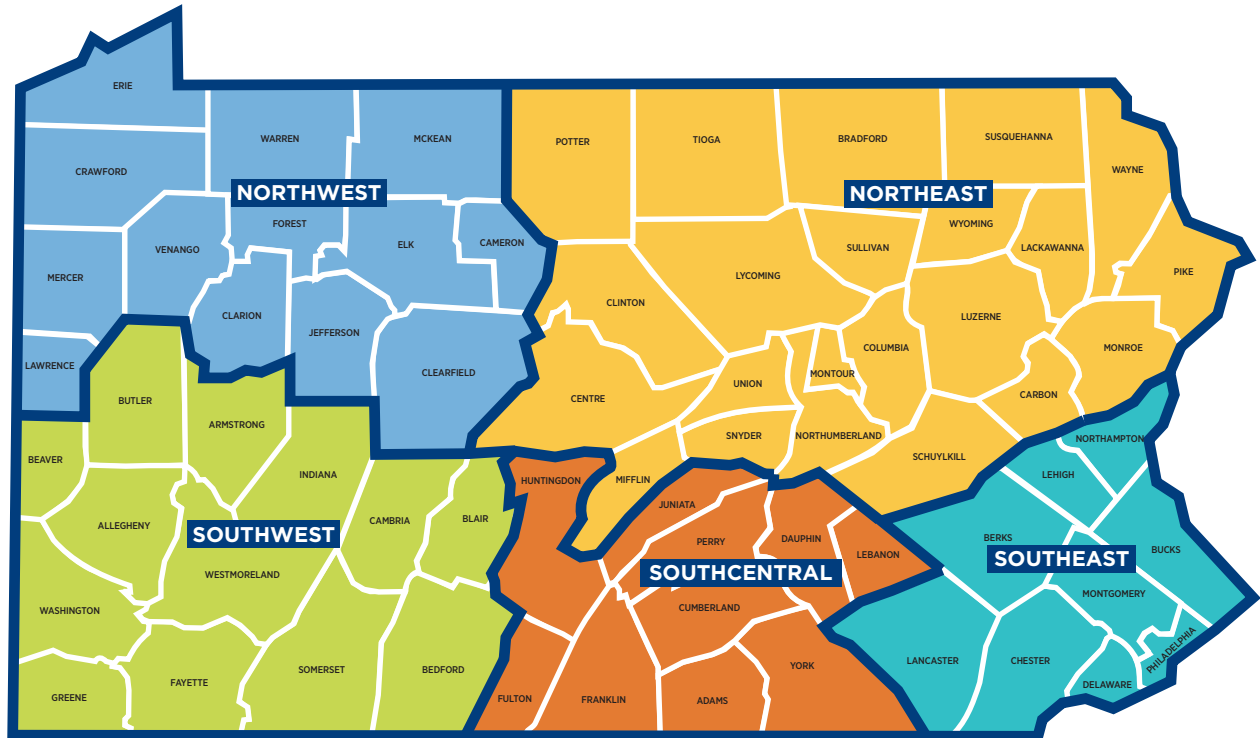 ERIE
WARREN
MCKEAN
CRAWFORD
NORTHWEST
FOREST
VENANGO
ELK
CAMERON
MERCER
CLARION
JEFFERSON
LAWRENCE
CLEARFIELD
POTTER
TIOGA
BRADFORD
SUSQUEHANNA
WAYNE
NORTHEAST
WYOMING
SULLIVAN
LACKAWANNA
LYCOMING
PIKE
CLINTON
LUZERNE
COLUMBIA
MONROE
MONTOUR
UNION
CARBON
CENTRE
SNYDER
NORTHUMBERLAND
SCHUYLKILL
MIFFLIN
BUTLER
ARMSTRONG
BEAVER
INDIANA
ALLEGHENY
CAMBRIA
BLAIR
SOUTHWEST
WESTMORELAND
WASHINGTON
SOMERSET
BEDFORD
FAYETTE
GREENE
HUNTINGDON
JUNIATA
PERRY
DAUPHIN
LEBANON
SOUTHCENTRAL
CUMBERLAND
YORK
FULTON
FRANKLIN
ADAMS
NORTHAMPTON
LEHIGH
BERKS
BUCKS
SOUTHEAST
MONTGOMERY
PHILADELPHIA
LANCASTER
CHESTER
DELAWARE